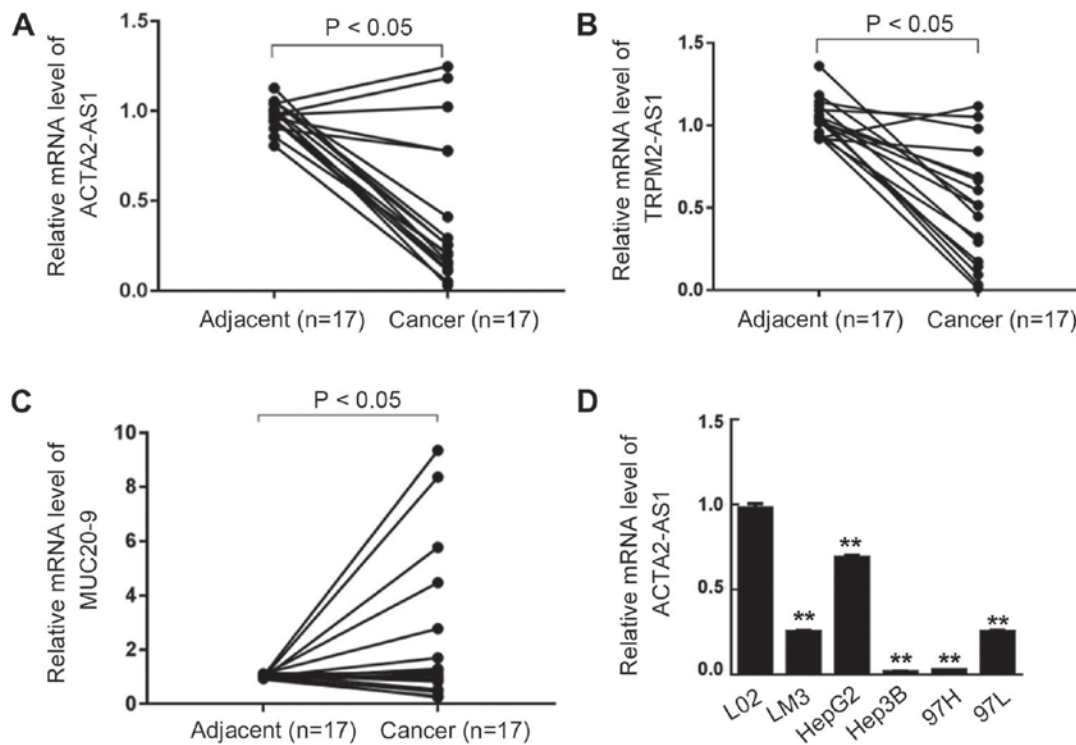 A
P < 0.05
Relative mRNA level of
ACTA2-AS1
1.5
1.0
0.5
0.0
Adjacent (n=17) Cancer (n=17)
B
P < 0.05
Relative mRNA level of
TRPM2-AS1
1.5
1.0
0.5
0.0
Adjacent (n=17) Cancer (n=17)
C
P < 0.05
Relative mRNA level of
MUC20-9
10
8
6
4
2
0
Adjacent (n=17) Cancer (n=17)
D
Relative mRNA level of
ACTA2-AS1
1.5
1.0
0.5
0.0
** ** ** ** **
L02 LM3 HepG2 Hep3B 97H 97L